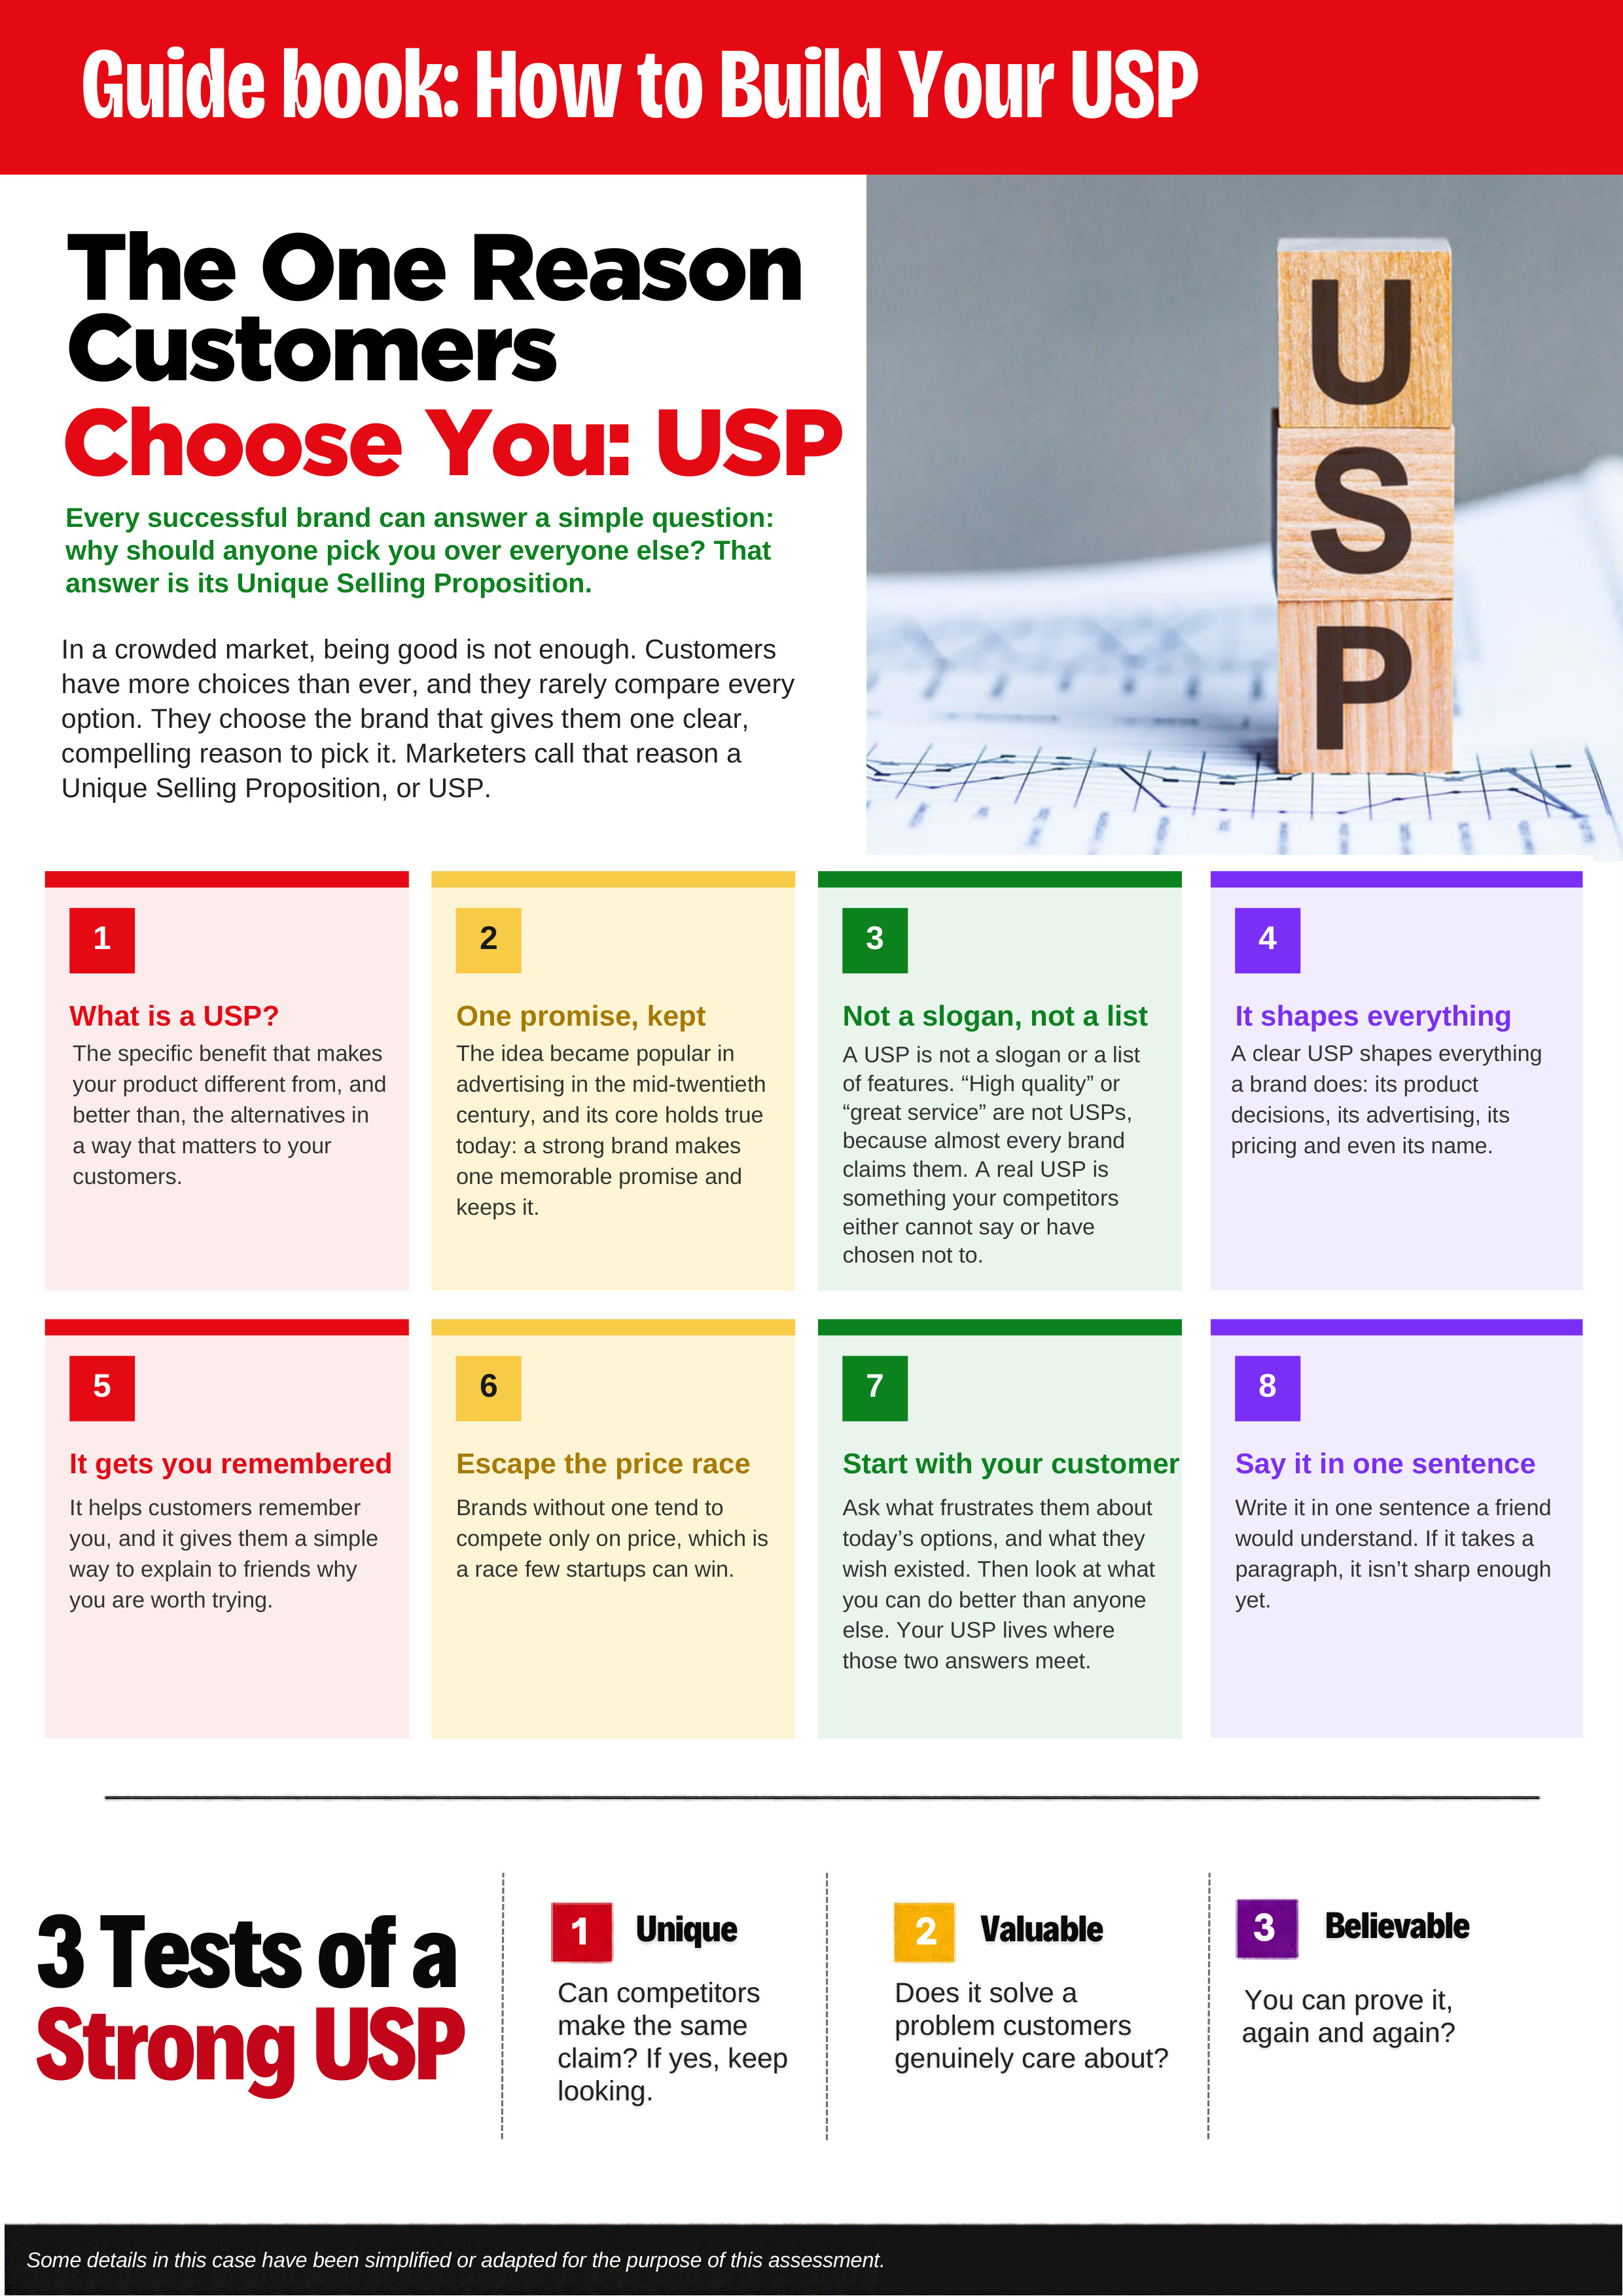 Guide book: How to Build Your USP
The One Reason
Customers
Choose You: USP
Every successful brand can answer a simple question:
why should anyone pick you over everyone else? That
answer is its Unique Selling Proposition.
In a crowded market, being good is not enough. Customers
have more choices than ever, and they rarely compare every
option. They choose the brand that gives them one clear,
compelling reason to pick it. Marketers call that reason a
Unique Selling Proposition, or USP.
U
S
P
1
What is a USP?
The specific benefit that makes
your product different from, and
better than, the alternatives in
a way that matters to your
customers.
2
One promise, kept
The idea became popular in
advertising in the mid-twentieth
century, and its core holds true
today: a strong brand makes
one memorable promise and
keeps it.
3
Not a slogan, not a list
A USP is not a slogan or a list
of features. “High quality” or
“great service” are not USPs,
because almost every brand
claims them. A real USP is
something your competitors
either cannot say or have
chosen not to.
4
It shapes everything
A clear USP shapes everything
a brand does: its product
decisions, its advertising, its
pricing and even its name.
5
It gets you remembered
It helps customers remember
you, and it gives them a simple
way to explain to friends why
you are worth trying.
6
Escape the price race
Brands without one tend to
compete only on price, which is
a race few startups can win.
7
Start with your customer
Ask what frustrates them about
today’s options, and what they
wish existed. Then look at what
you can do better than anyone
else. Your USP lives where
those two answers meet.
8
Say it in one sentence
Write it in one sentence a friend
would understand. If it takes a
paragraph, it isn’t sharp enough
yet.
3 Tests of a
Strong USP
1 Unique
Can competitors
make the same
claim? If yes, keep
looking.
2 Valuable
Does it solve a
problem customers
genuinely care about?
3 Believable
You can prove it,
again and again?
Some details in this case have been simplified or adapted for the purpose of this assessment.